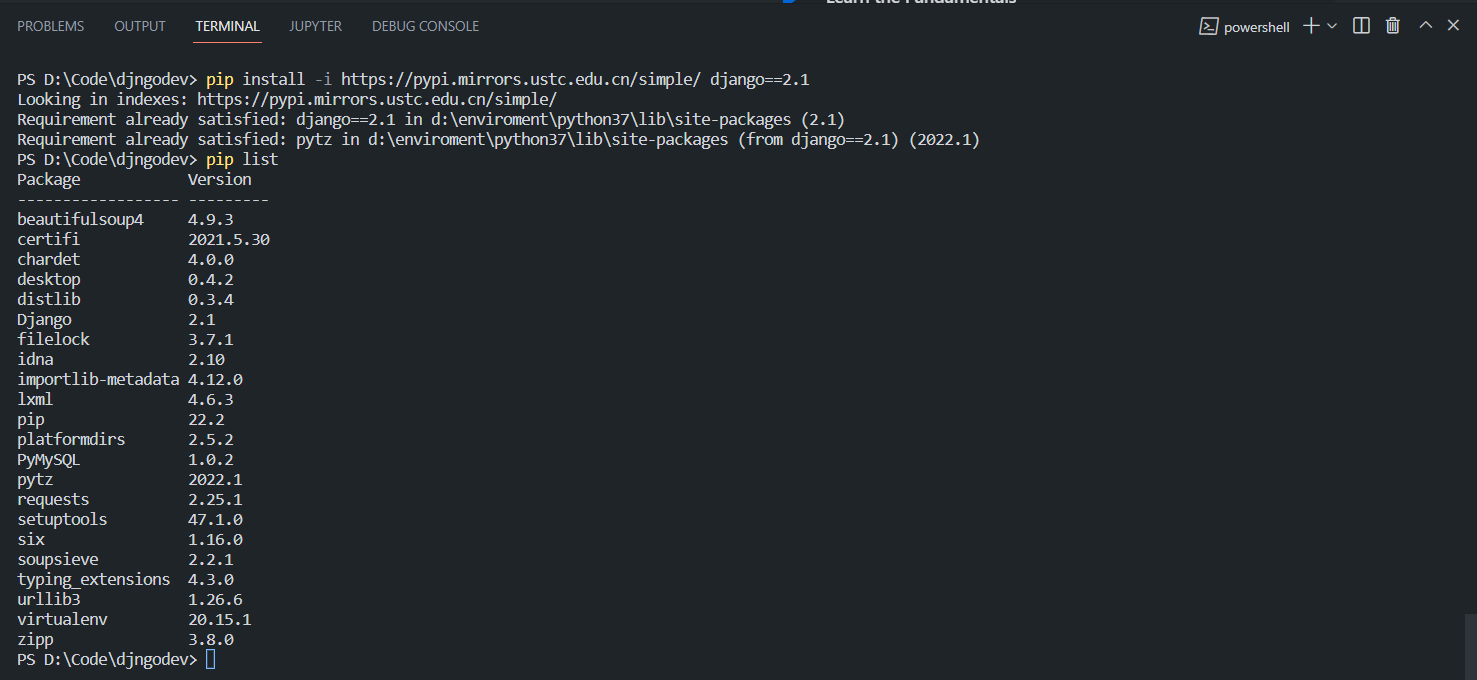 Learn the Fundamentals
PROBLEMS OUTPUT TERMINAL JUPYTER DEBUG CONSOLE powershell
PS D:\Code\djngodev> pip install -i https://pypi.mirrors.ustc.edu.cn/simple/ django==2.1
Looking in indexes: https://pypi.mirrors.ustc.edu.cn/simple/
Requirement already satisfied: django==2.1 in d:\enviroment\python37\lib\site-packages (2.1)
Requirement already satisfied: pytz in d:\enviroment\python37\lib\site-packages (from django==2.1) (2022.1)
PS D:\Code\djngodev> pip list
Package Version
------------------ ---------
beautifulsoup4 4.9.3
certifi 2021.5.30
chardet 4.0.0
desktop 0.4.2
distlib 0.3.4
Django 2.1
filelock 3.7.1
idna 2.10
importlib-metadata 4.12.0
lxml 4.6.3
pip 22.2
platformdirs 2.5.2
PyMySQL 1.0.2
pytz 2022.1
requests 2.25.1
setuptools 47.1.0
six 1.16.0
soupsieve 2.2.1
typing_extensions 4.3.0
urllib3 1.26.6
virtualenv 20.15.1
zipp 3.8.0
PS D:\Code\djngodev>